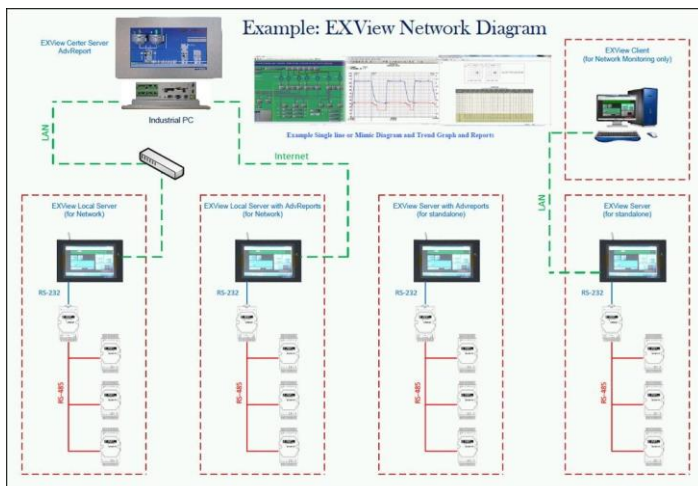 Example: EXView Network Diagram
EXView Certer Server
AdvReport
Industrial PC
LAN
Internet
Example Single line or Mimic Diagram and Trend Graph and Reports
EXView Client
(for Network Monitoring only)
LAN
EXView Local Server
(for Network)
RS-232
RS-485
EXView Local Server with AdvReports
(for Network)
RS-232
RS-485
EXView Server with Advreports
(for standalone)
RS-232
RS-485
EXView Server
(for standalone)
RS-232
RS-485